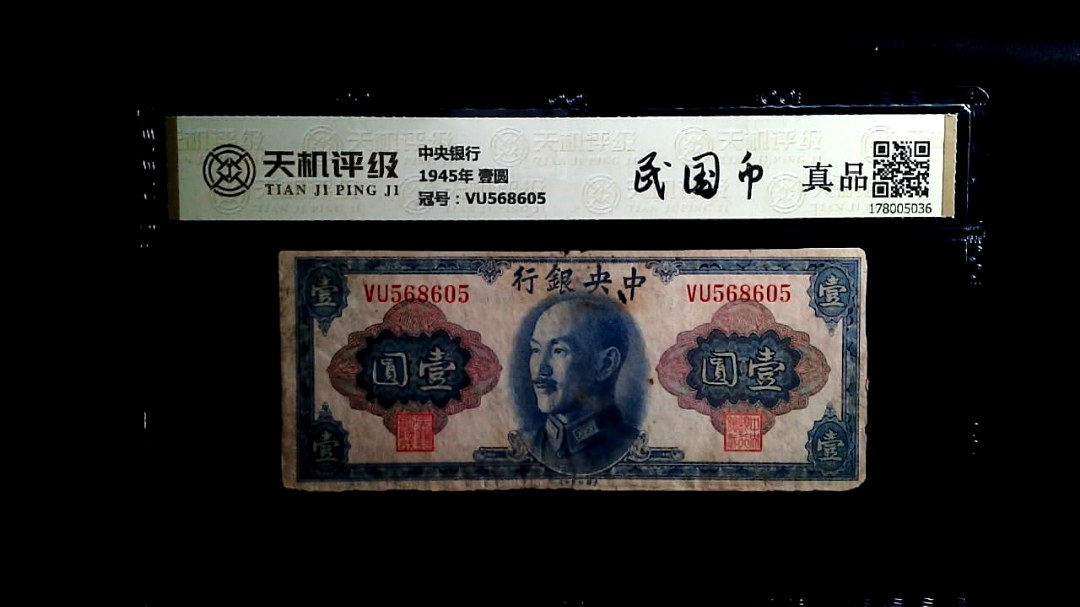 天机评级
TIAN JI PING JI
中央银行
1945年 壹圆
冠号：VU568605
民国币
真品
178005036
行銀央中
VU568605
VU568605
壹
壹
圓壹
圓壹
壹
壹